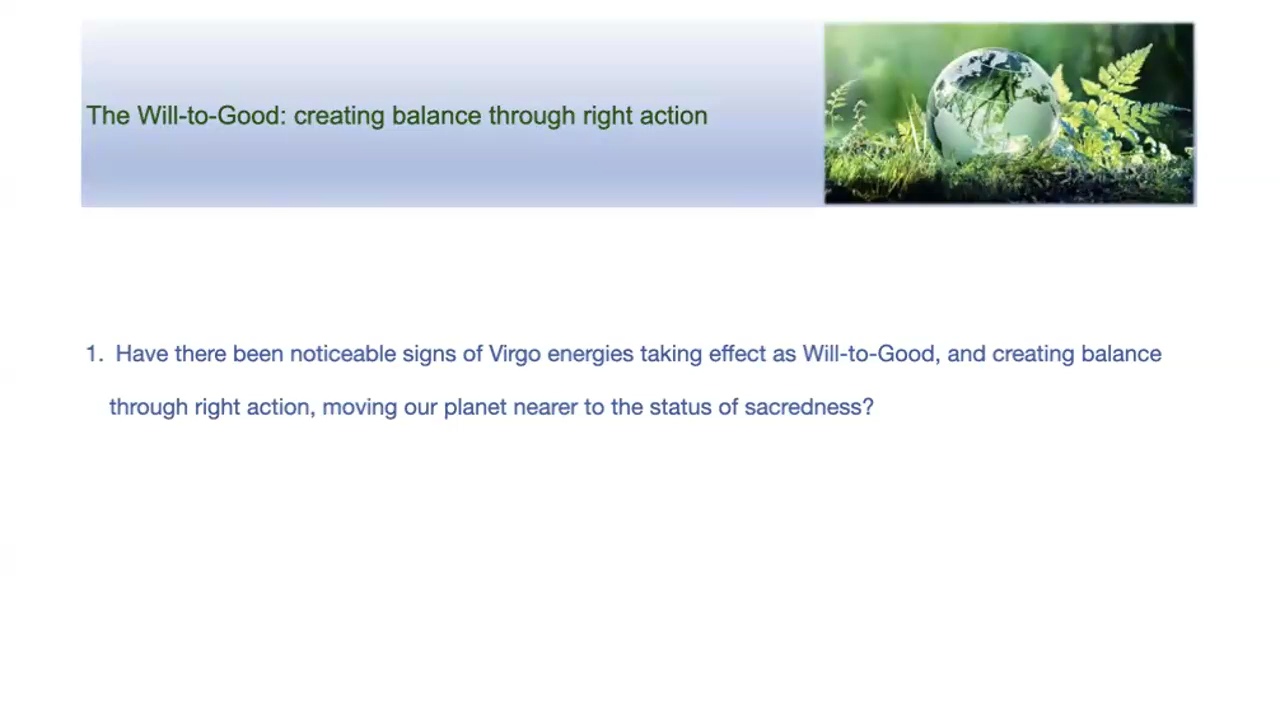 The Will-to-Good: creating balance through right action
1. Have there been noticeable signs of Virgo energies taking effect as Will-to-Good, and creating balance
through right action, moving our planet nearer to the status of sacredness?